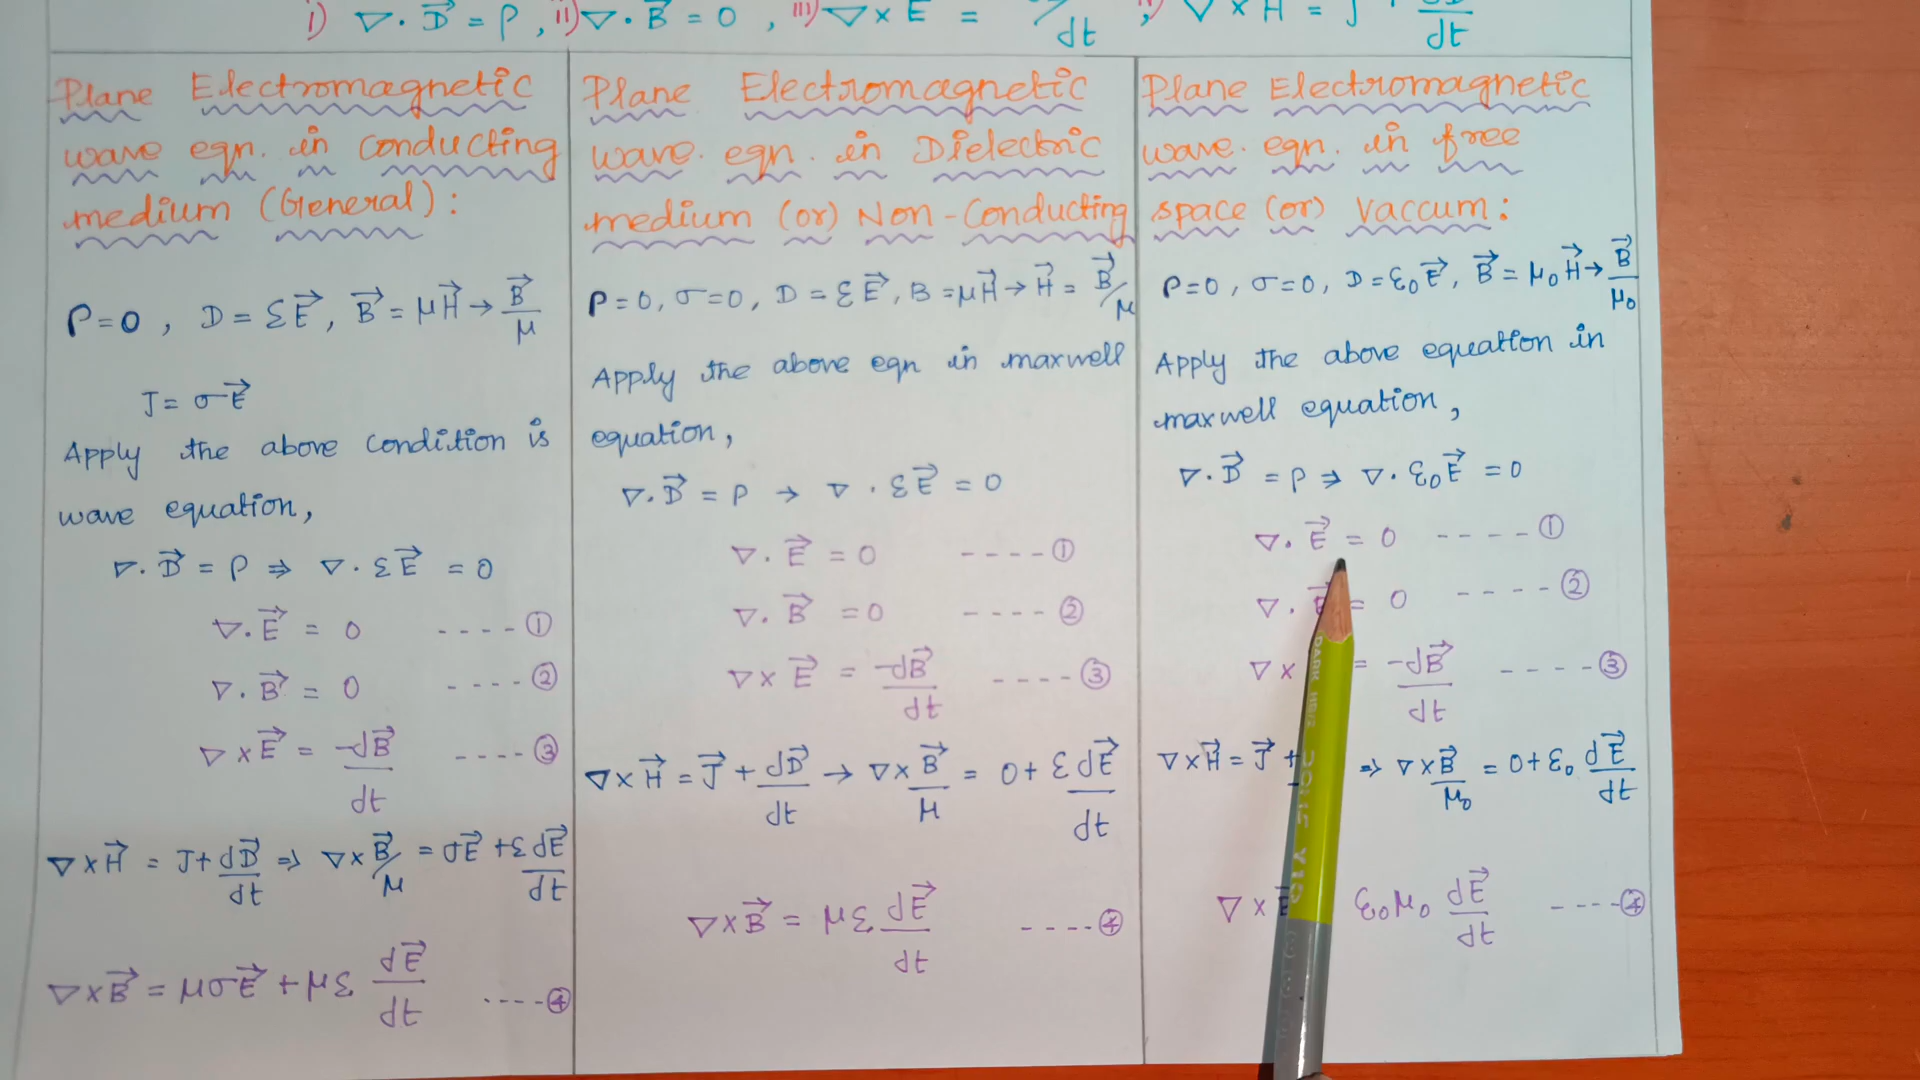 i) ∇·D⃗ = ρ, ii) ∇·B⃗ = 0, iii) ∇×E⃗ = /dt, ∇×H = J + dD/dt
Plane Electromagnetic
wave eqn. in conducting
medium (General):
ρ=0, D=εE⃗, B⃗=μH⃗→B⃗/μ
J=σE⃗
Apply the above condition is
wave equation,
∇·D⃗ = ρ ⇒ ∇·εE⃗ = 0
∇·E⃗ = 0 ----①
∇·B⃗ = 0 ----②
∇×E⃗ = -dB⃗/dt ----③
∇×H⃗ = J+dD⃗/dt ⇒ ∇×B⃗/μ = σE⃗+εdE⃗/dt
∇×B⃗ = μσE⃗+με dE⃗/dt ----④
Plane Electromagnetic
wave. eqn. in Dielectric
medium (or) Non-Conducting
ρ=0, σ=0, D=εE⃗, B=μH⃗→H⃗=B⃗/μ
Apply the above eqn in maxwell
equation,
∇·D⃗ = ρ → ∇·εE⃗ = 0
∇·E⃗ = 0 ----①
∇·B⃗ = 0 ----②
∇×E⃗ = -dB⃗/dt ----③
∇×H⃗ = J⃗+dD⃗/dt → ∇×B⃗/μ = 0+εdE⃗/dt
∇×B⃗ = με dE⃗/dt ----④
Plane Electromagnetic
wave. eqn. in free
space (or) Vaccum:
ρ=0, σ=0, D=ε₀E⃗, B⃗=μ₀H⃗→B⃗/μ₀
Apply the above equation in
maxwell equation,
∇·D⃗ = ρ ⇒ ∇·ε₀E⃗ = 0
∇·E⃗ = 0 ----①
∇·B⃗ = 0 ----②
∇× = -dB⃗/dt ----③
∇×H⃗ = J⃗ + ⇒ ∇×B⃗/μ₀ = 0+ε₀ dE⃗/dt
∇× ε₀μ₀ dE⃗/dt ----④